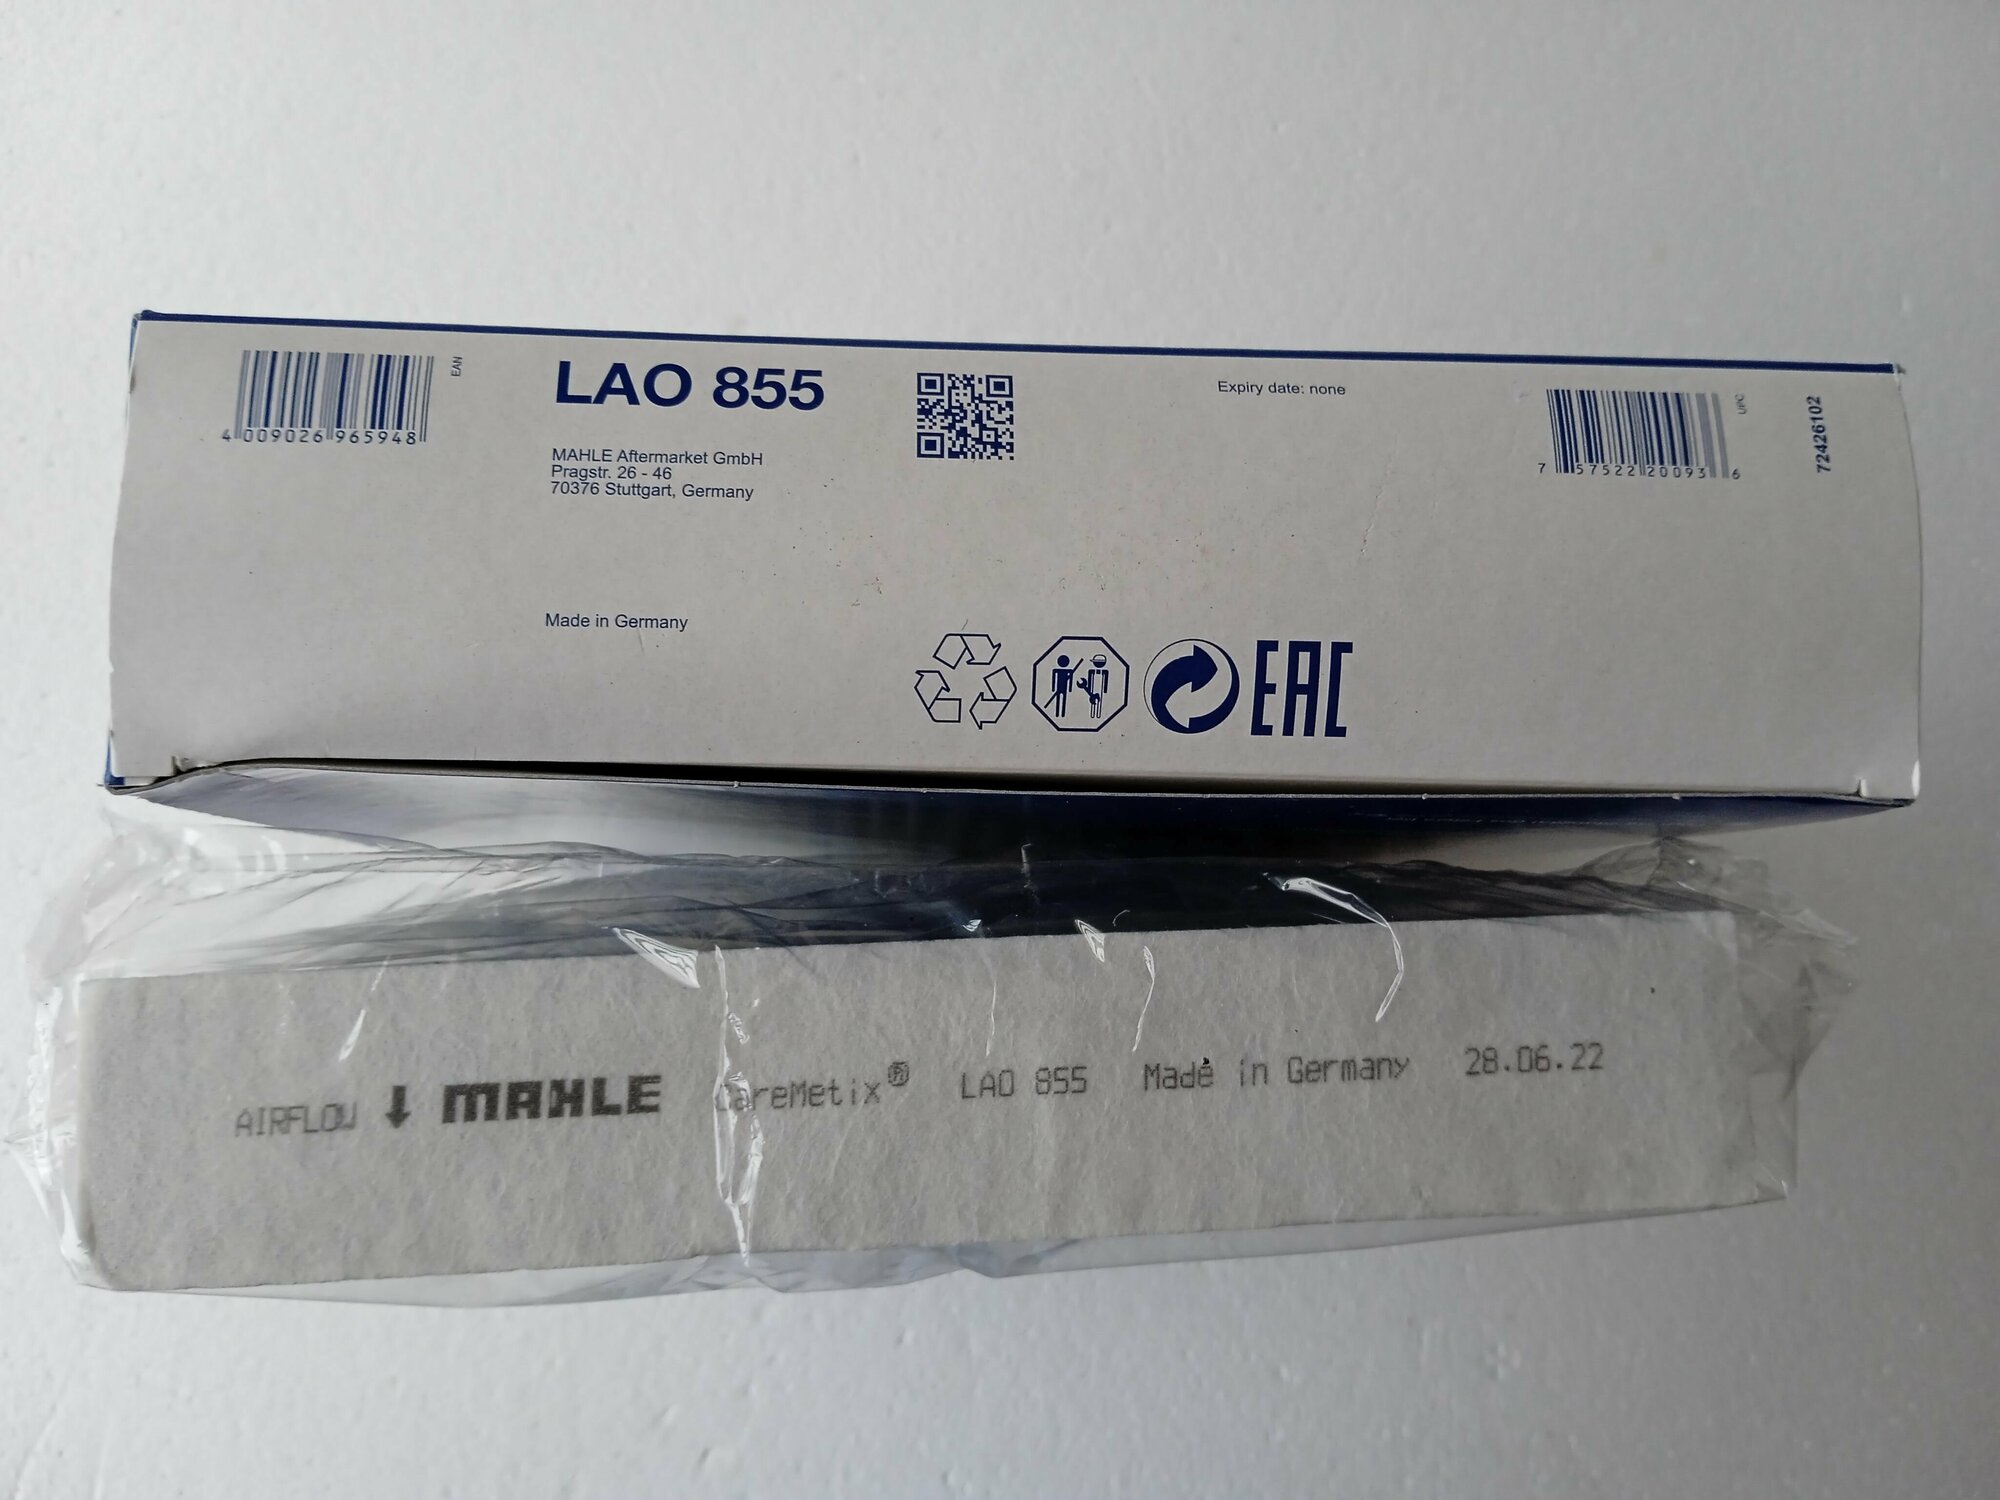 4 009026 965948
EAN
LAO 855
MAHLE Aftermarket GmbH
Pragstr. 26 - 46
70376 Stuttgart, Germany
Expiry date: none
7 57522 20093 6
UPC
72426102
Made in Germany
EAC
AIRFLOW ↓ MAHLE CareMetix® LAO 855 Made in Germany 28.06.22